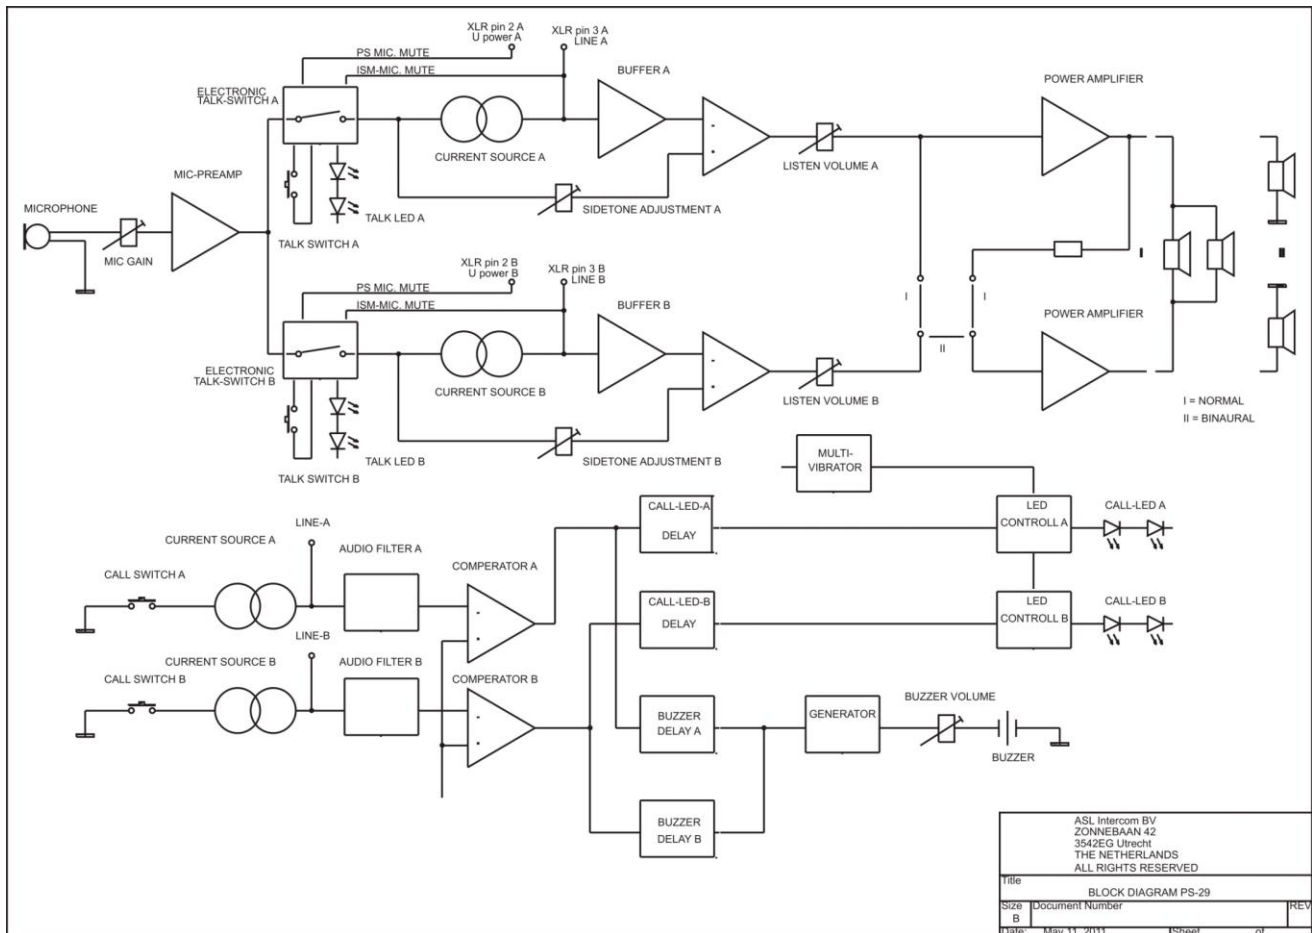 XLR pin 2 A
U power A
XLR pin 3 A
LINE A
PS MIC. MUTE
ISM-MIC. MUTE
BUFFER A
POWER AMPLIFIER
ELECTRONIC
TALK-SWITCH A
CURRENT SOURCE A
LISTEN VOLUME A
MIC-PREAMP
MICROPHONE
MIC GAIN
TALK LED A
SIDETONE ADJUSTMENT A
TALK SWITCH A
XLR pin 2 B
U power B
XLR pin 3 B
LINE B
PS MIC. MUTE
ISM-MIC. MUTE
BUFFER B
I
II
I
I
II
POWER AMPLIFIER
ELECTRONIC
TALK-SWITCH B
CURRENT SOURCE B
LISTEN VOLUME B
I = NORMAL
II = BINAURAL
TALK LED B
SIDETONE ADJUSTMENT B
TALK SWITCH B
MULTI-
VIBRATOR
LINE-A
CURRENT SOURCE A
AUDIO FILTER A
CALL SWITCH A
COMPERATOR A
CALL-LED-A
DELAY
LED
CONTROLL A
CALL-LED A
LINE-B
CURRENT SOURCE B
AUDIO FILTER B
CALL SWITCH B
COMPERATOR B
CALL-LED-B
DELAY
LED
CONTROLL B
CALL-LED B
BUZZER
DELAY A
GENERATOR
BUZZER VOLUME
BUZZER
BUZZER
DELAY B
ASL Intercom BV
ZONNEBAAN 42
3542EG Utrecht
THE NETHERLANDS
ALL RIGHTS RESERVED
Title
BLOCK DIAGRAM PS-29
Size Document Number REV
B
Date: May 11, 2011 Sheet of